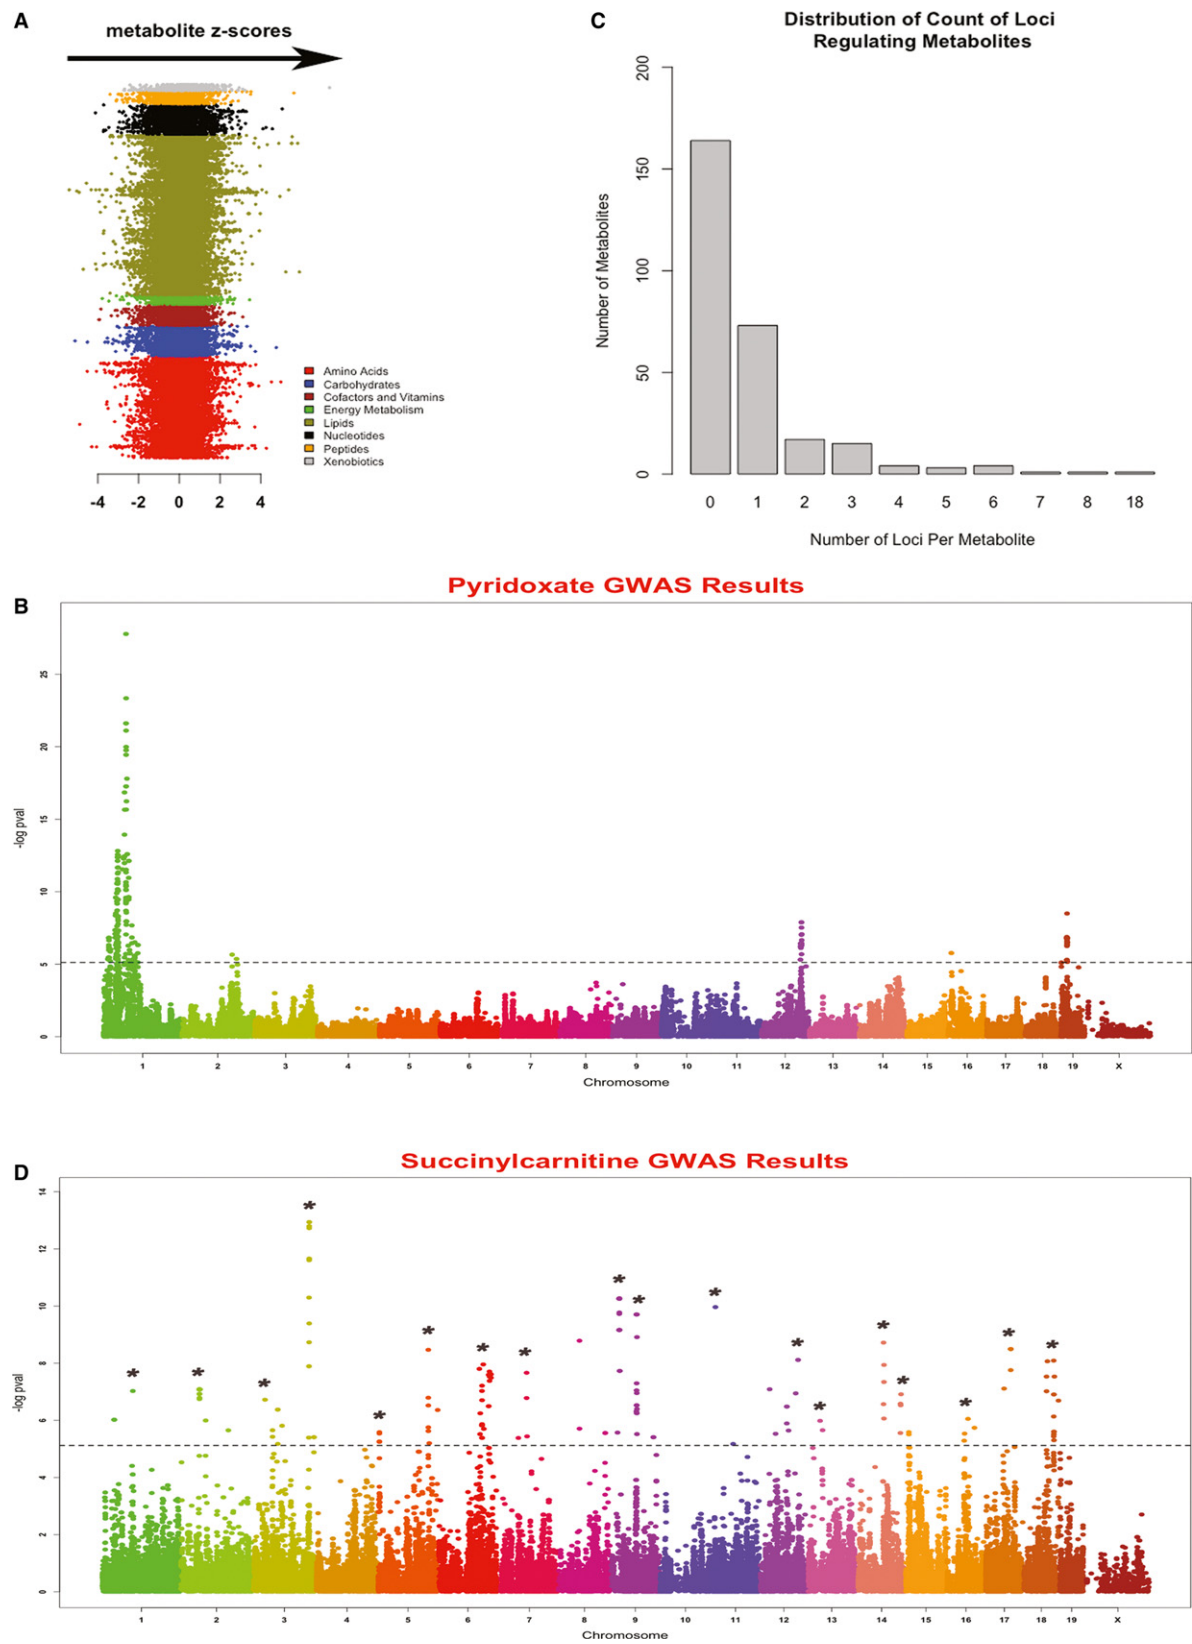 A
metabolite z-scores
Amino Acids
Carbohydrates
Cofactors and Vitamins
Energy Metabolism
Lipids
Nucleotides
Peptides
Xenobiotics
-4 -2 0 2 4
C
Distribution of Count of Loci
Regulating Metabolites
Number of Metabolites
200
150
100
50
0
0 1 2 3 4 5 6 7 8 18
Number of Loci Per Metabolite
B
Pyridoxate GWAS Results
-log pval
25
20
15
10
5
0
1 2 3 4 5 6 7 8 9 10 11 12 13 14 15 16 17 18 19 X
Chromosome
D
Succinylcarnitine GWAS Results
-log pval
14
12
10
8
6
4
2
0
* * * * * * * * * * * * * * * * * *
1 2 3 4 5 6 7 8 9 10 11 12 13 14 15 16 17 18 19 X
Chromosome